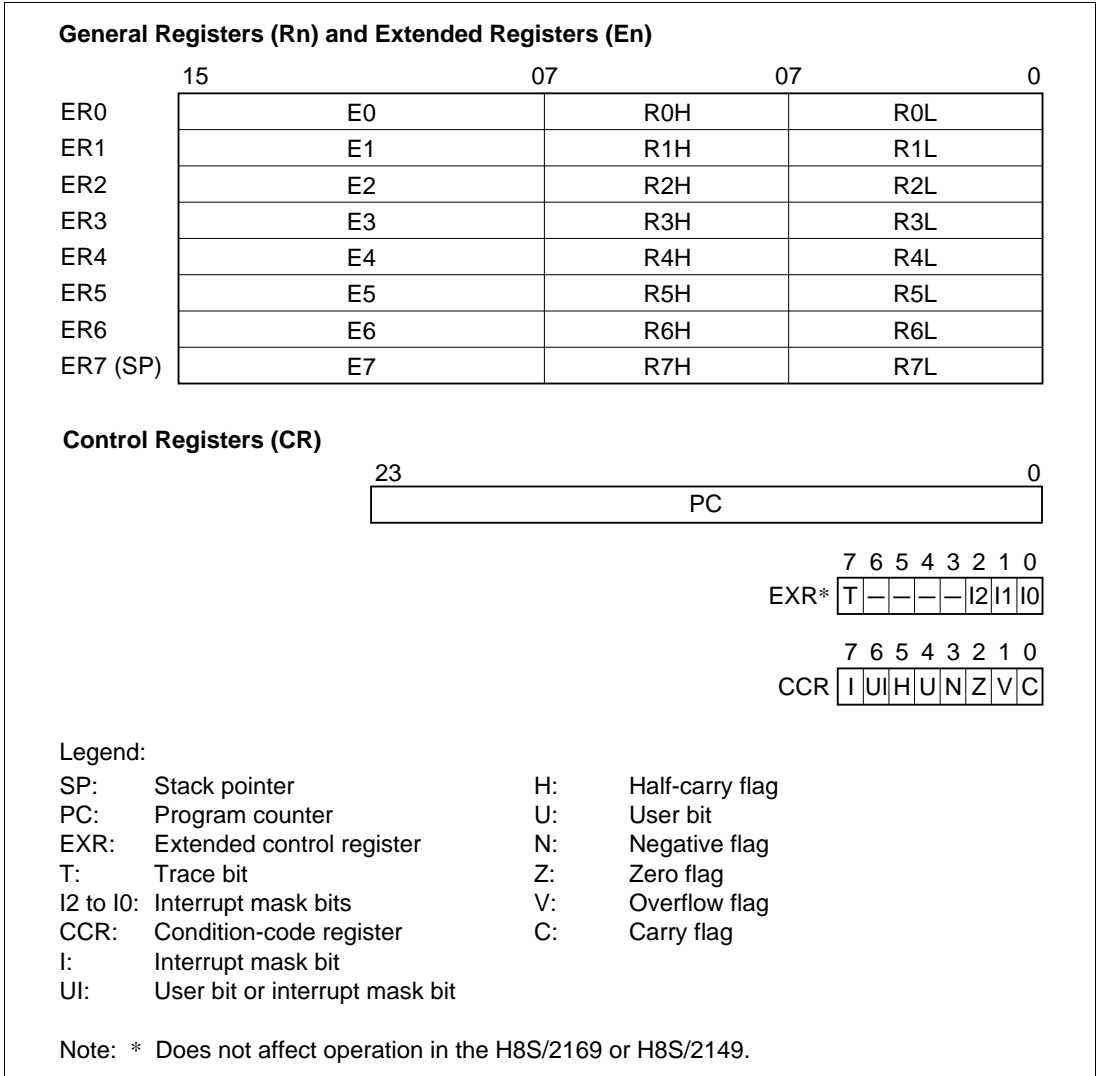 General Registers (Rn) and Extended Registers (En)
15 07 07 0
ER0 E0 R0H R0L
ER1 E1 R1H R1L
ER2 E2 R2H R2L
ER3 E3 R3H R3L
ER4 E4 R4H R4L
ER5 E5 R5H R5L
ER6 E6 R6H R6L
ER7 (SP) E7 R7H R7L
Control Registers (CR)
23 0
PC
7 6 5 4 3 2 1 0
EXR* T — — — — I2 I1 I0
7 6 5 4 3 2 1 0
CCR I UI H U N Z V C
Legend:
SP: Stack pointer H: Half-carry flag
PC: Program counter U: User bit
EXR: Extended control register N: Negative flag
T: Trace bit Z: Zero flag
I2 to I0: Interrupt mask bits V: Overflow flag
CCR: Condition-code register C: Carry flag
I: Interrupt mask bit
UI: User bit or interrupt mask bit
Note: * Does not affect operation in the H8S/2169 or H8S/2149.